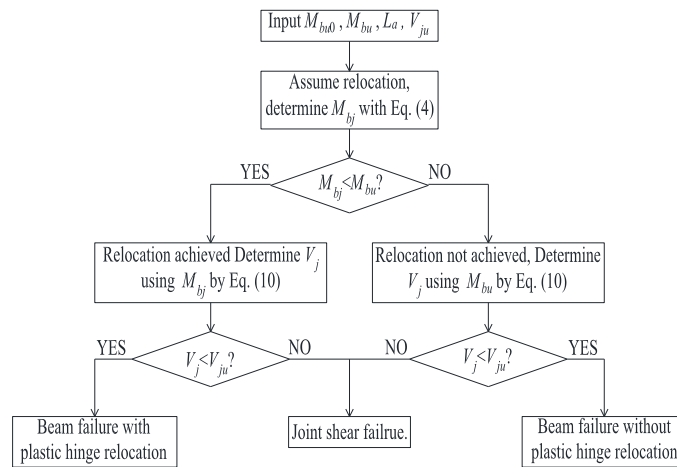 Input M_bu0 , M_bu , L_a , V_ju
Assume relocation,
determine M_bj with Eq. (4)
YES
NO
M_bj<M_bu?
Relocation achieved Determine V_j
using M_bj by Eq. (10)
Relocation not achieved, Determine
V_j using M_bu by Eq. (10)
YES
V_j<V_ju?
NO
NO
V_j<V_ju?
YES
Beam failure with
plastic hinge relocation
Joint shear failrue.
Beam failure without
plastic hinge relocation